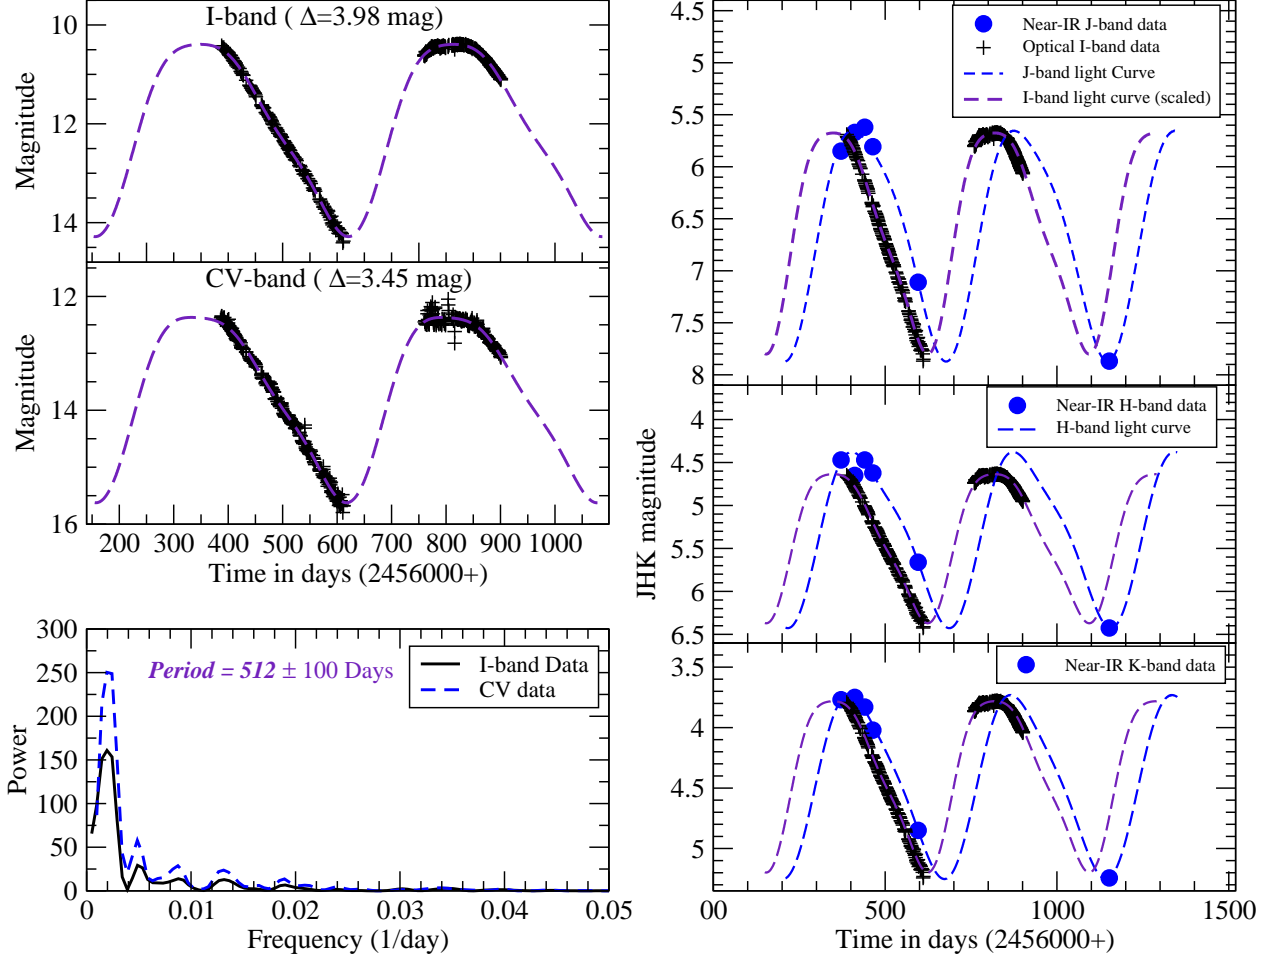 I-band ( Δ=3.98 mag)
10
12
14
Magnitude
CV-band ( Δ=3.45 mag)
12
14
16
Magnitude
200 300 400 500 600 700 800 900 1000
Time in days (2456000+)
300
250
200
150
100
50
0
Power
Period = 512 ± 100 Days
I-band Data
CV data
0 0.01 0.02 0.03 0.04 0.05
Frequency (1/day)
4.5
5
5.5
6
6.5
7
7.5
8
Near-IR J-band data
Optical I-band data
J-band light Curve
I-band light curve (scaled)
4
4.5
5
5.5
6
6.5
JHK magnitude
Near-IR H-band data
H-band light curve
3.5
4
4.5
5
Near-IR K-band data
00 500 1000 1500
Time in days (2456000+)